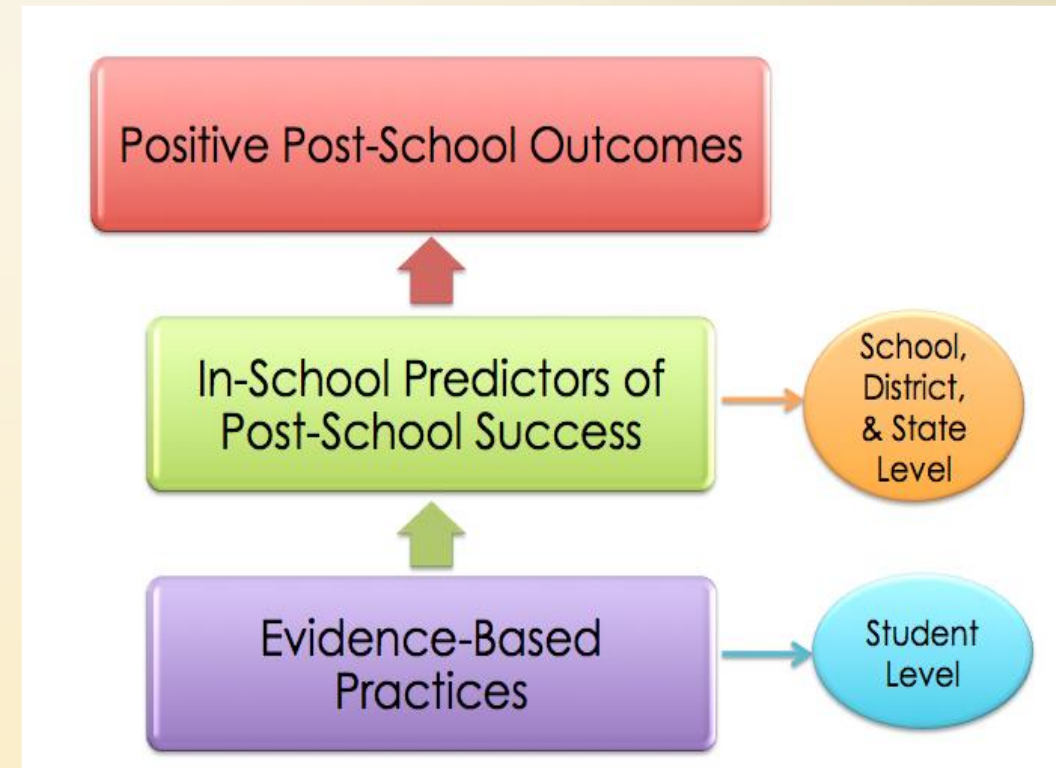 Positive Post-School Outcomes
In-School Predictors of
Post-School Success
School,
District,
& State
Level
Evidence-Based
Practices
Student
Level